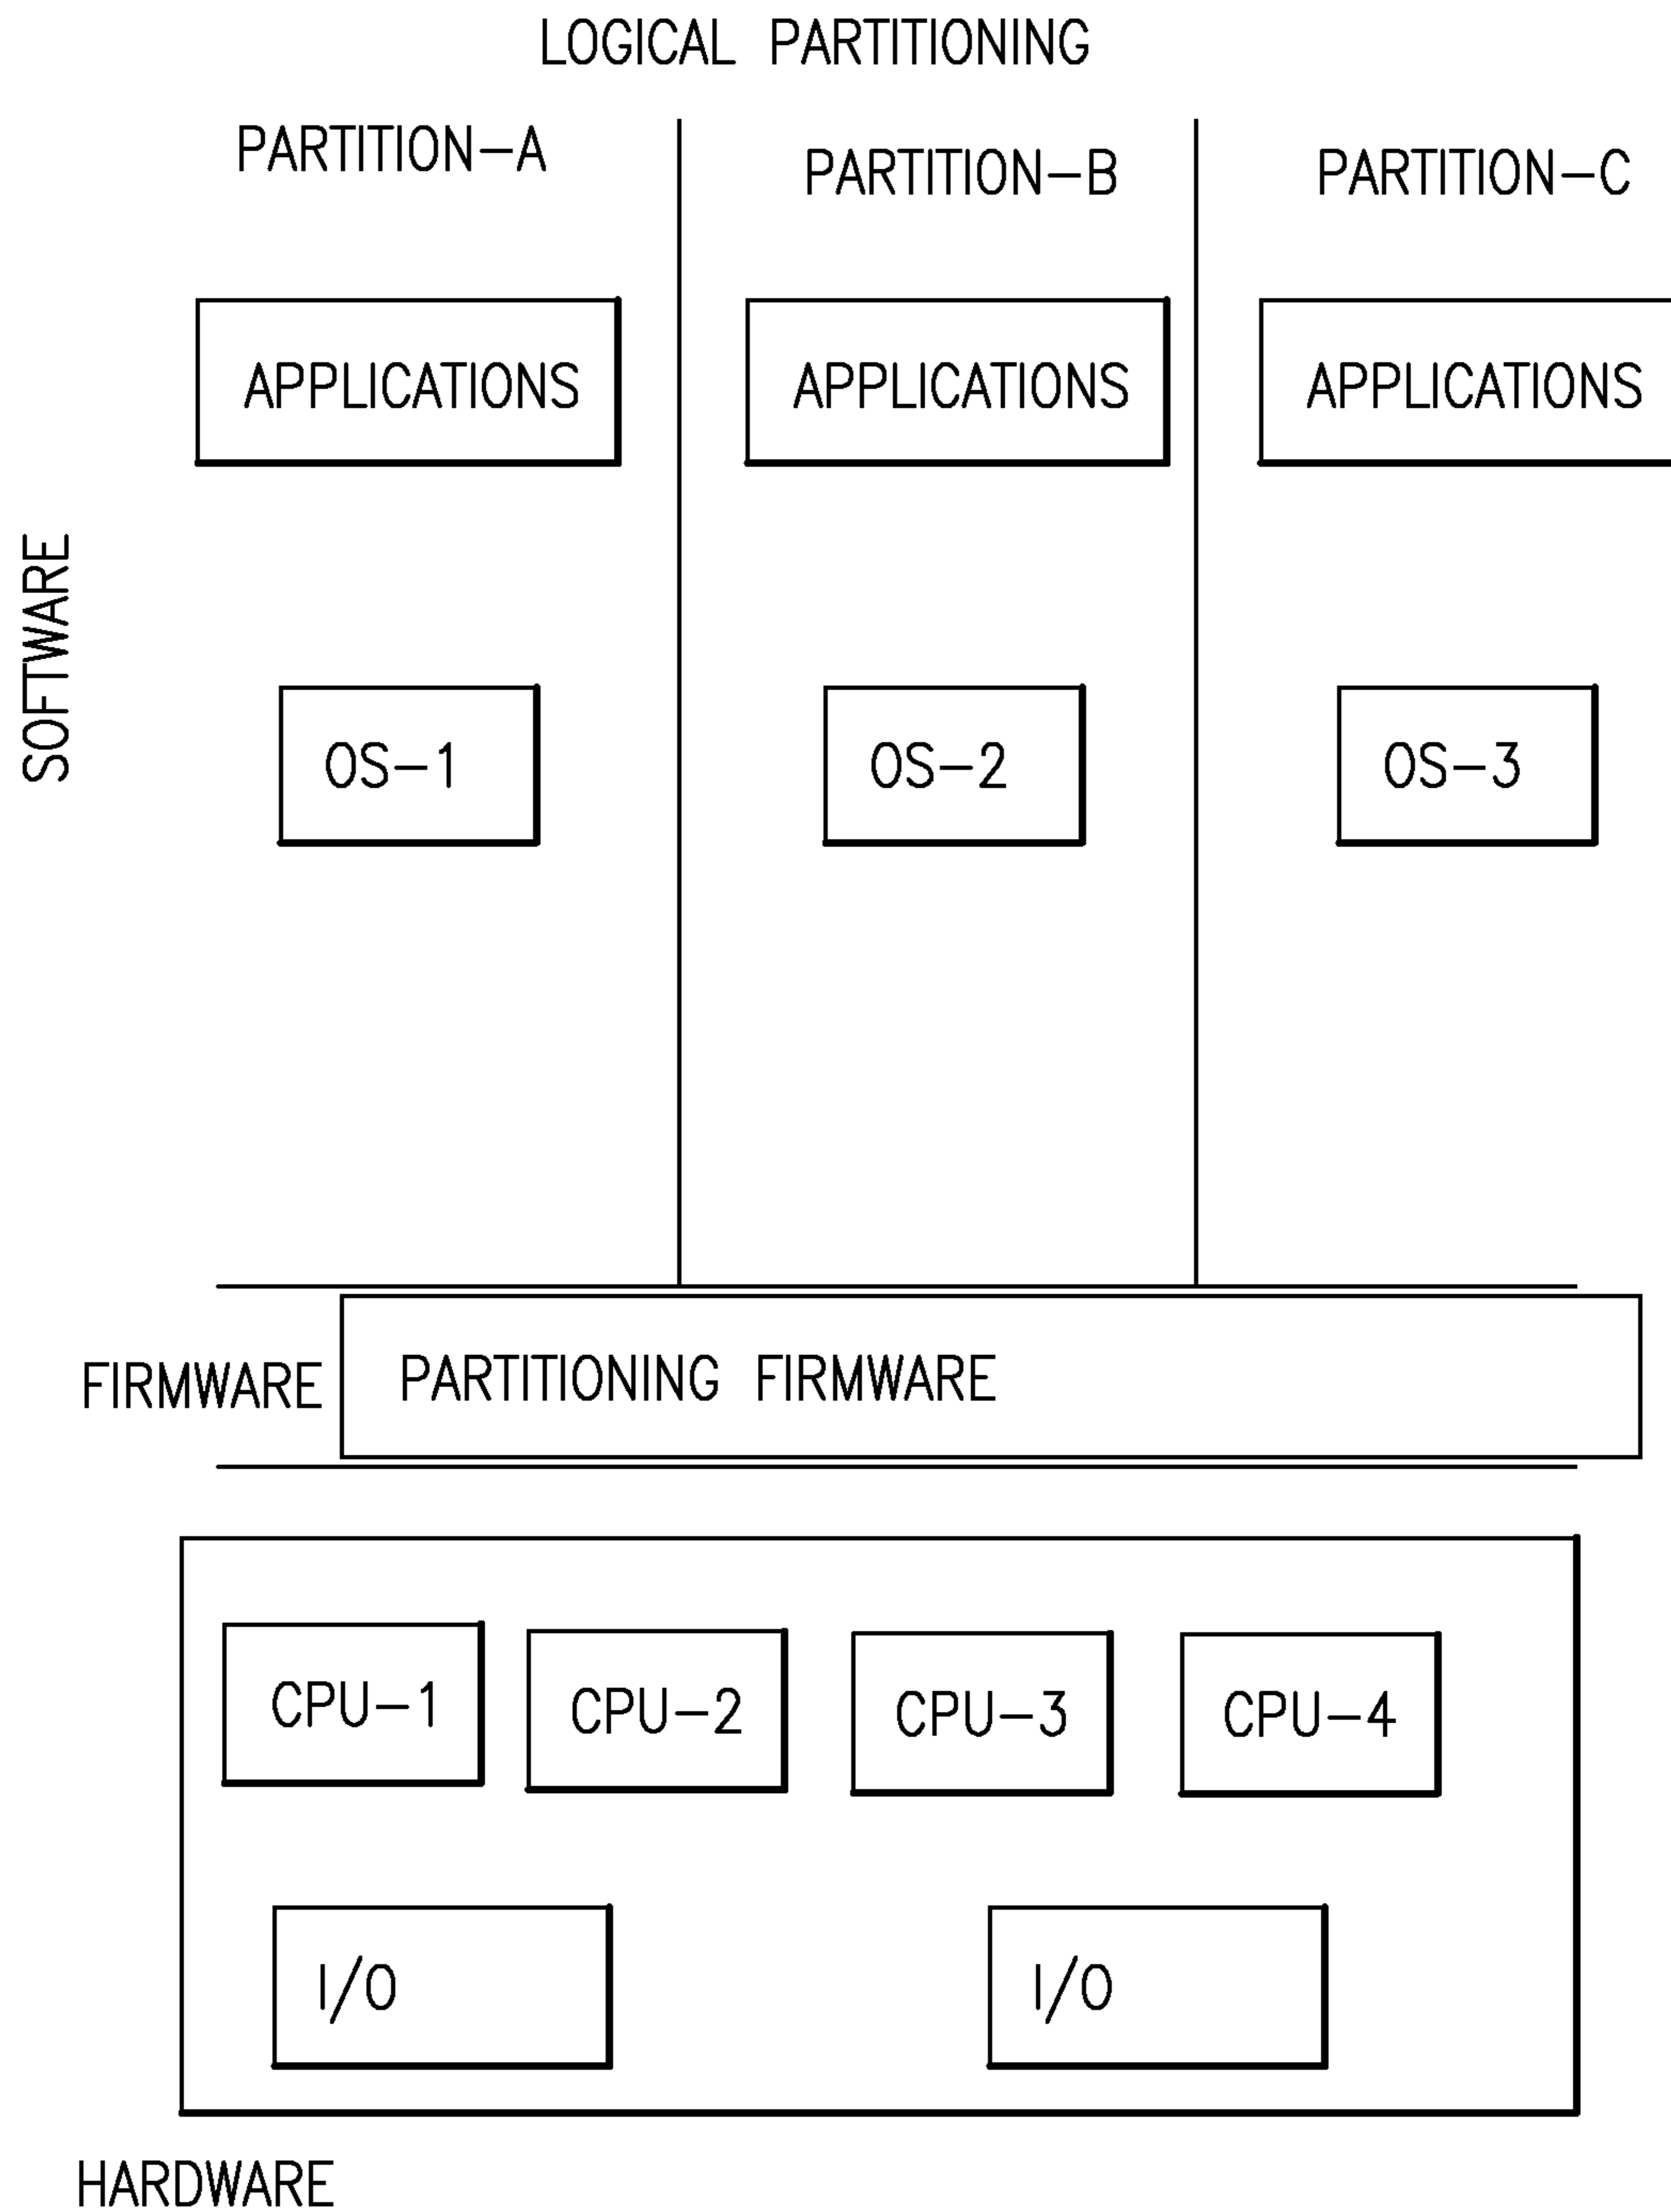 LOGICAL PARTITIONING
PARTITION-A
PARTITION-B
PARTITION-C
APPLICATIONS
APPLICATIONS
APPLICATIONS
SOFTWARE
OS-1
OS-2
OS-3
FIRMWARE
PARTITIONING FIRMWARE
CPU-1
CPU-2
CPU-3
CPU-4
I/O
I/O
HARDWARE